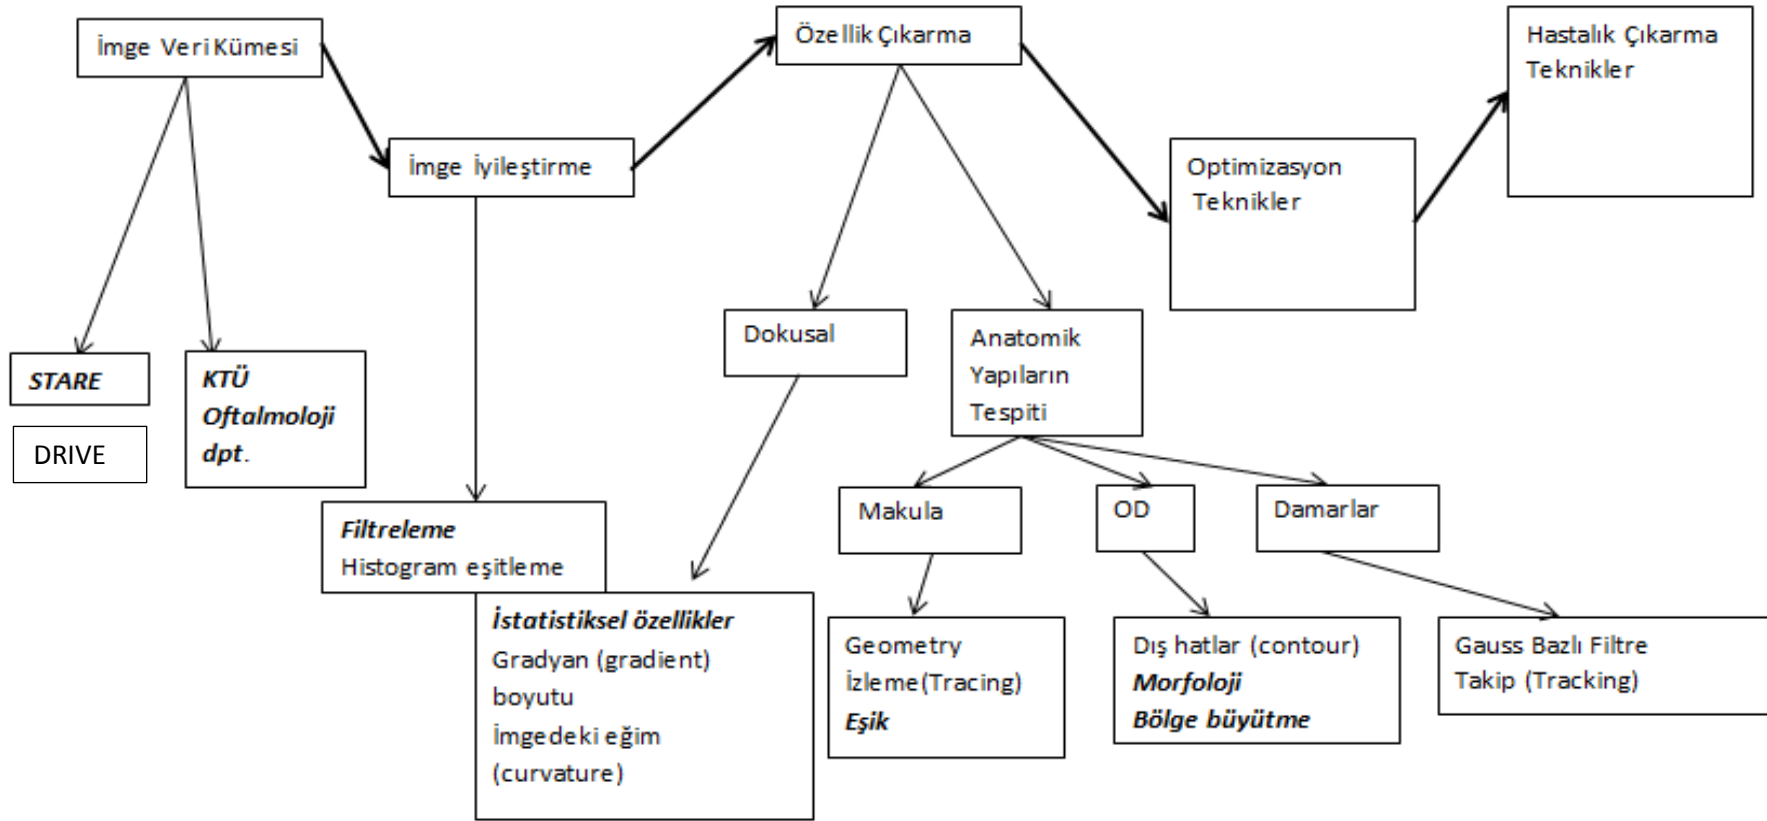 İmge Veri Kümesi
Özellik Çıkarma
Hastalık Çıkarma
Teknikler
İmge İyileştirme
Optimizasyon
Teknikler
STARE
DRIVE
KTÜ
Oftalmoloji
dpt.
Dokusal
Anatomik
Yapıların
Tespiti
Makula
OD
Damarlar
Filtreleme
Histogram eşitleme
İstatistiksel özellikler
Gradyan (gradient)
boyutu
İmgedeki eğim
(curvature)
Geometry
İzleme(Tracing)
Eşik
Dış hatlar (contour)
Morfoloji
Bölge büyütme
Gauss Bazlı Filtre
Takip (Tracking)